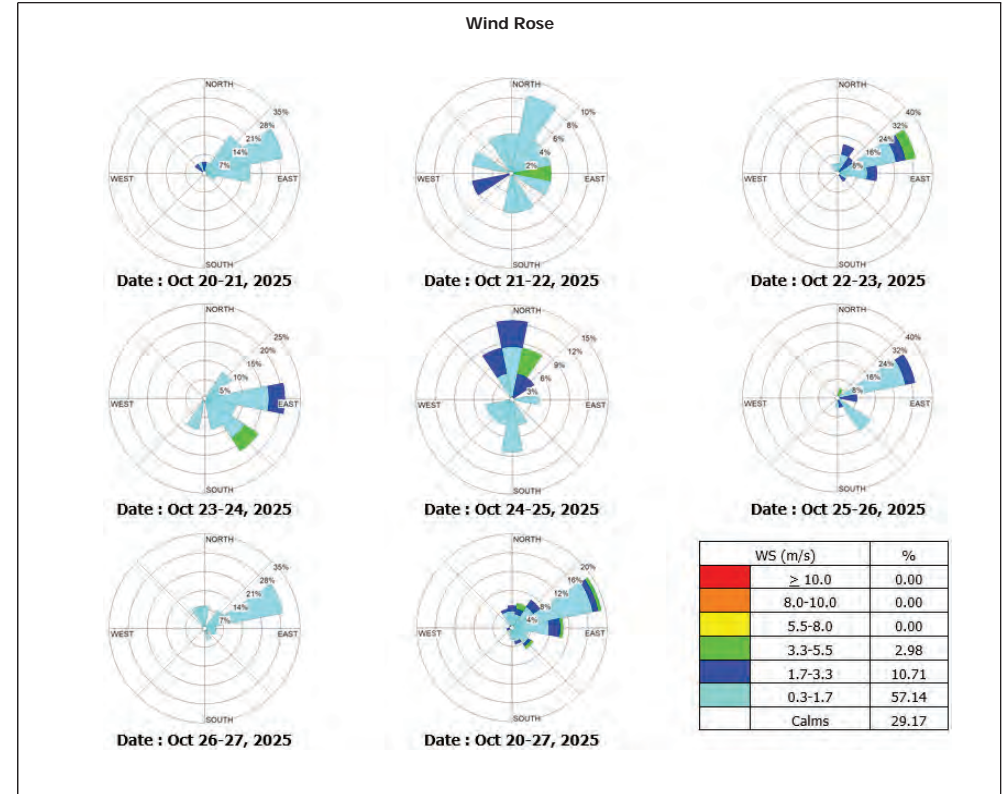 Wind Rose
NORTH
35%
28%
21%
14%
7%
WEST
EAST
SOUTH
Date : Oct 20-21, 2025
NORTH
10%
8%
6%
4%
2%
WEST
EAST
SOUTH
Date : Oct 21-22, 2025
NORTH
40%
32%
24%
16%
8%
WEST
EAST
SOUTH
Date : Oct 22-23, 2025
NORTH
25%
20%
15%
10%
5%
WEST
EAST
SOUTH
Date : Oct 23-24, 2025
NORTH
15%
12%
9%
6%
3%
WEST
EAST
SOUTH
Date : Oct 24-25, 2025
NORTH
40%
32%
24%
16%
8%
WEST
EAST
SOUTH
Date : Oct 25-26, 2025
NORTH
35%
28%
21%
14%
7%
WEST
EAST
SOUTH
Date : Oct 26-27, 2025
NORTH
20%
16%
12%
8%
4%
WEST
EAST
SOUTH
Date : Oct 20-27, 2025
WS (m/s) %
≥ 10.0 0.00
8.0-10.0 0.00
5.5-8.0 0.00
3.3-5.5 2.98
1.7-3.3 10.71
0.3-1.7 57.14
Calms 29.17